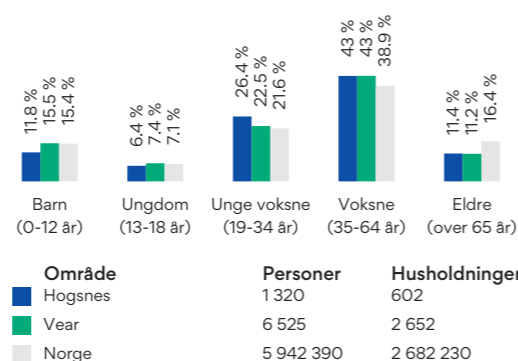 11.8 % 15.5 % 15.4 %
6.4 % 7.4 % 7.1 %
26.4 % 22.5 % 21.6 %
43 % 43 % 38.9 %
11.4 % 11.2 % 16.4 %
Barn Ungdom Unge voksne Voksne Eldre
(0-12 år) (13-18 år) (19-34 år) (35-64 år) (over 65 år)
Område Personer Husholdninger
Hogsnes 1 320 602
Vear 6 525 2 652
Norge 5 942 390 2 682 230